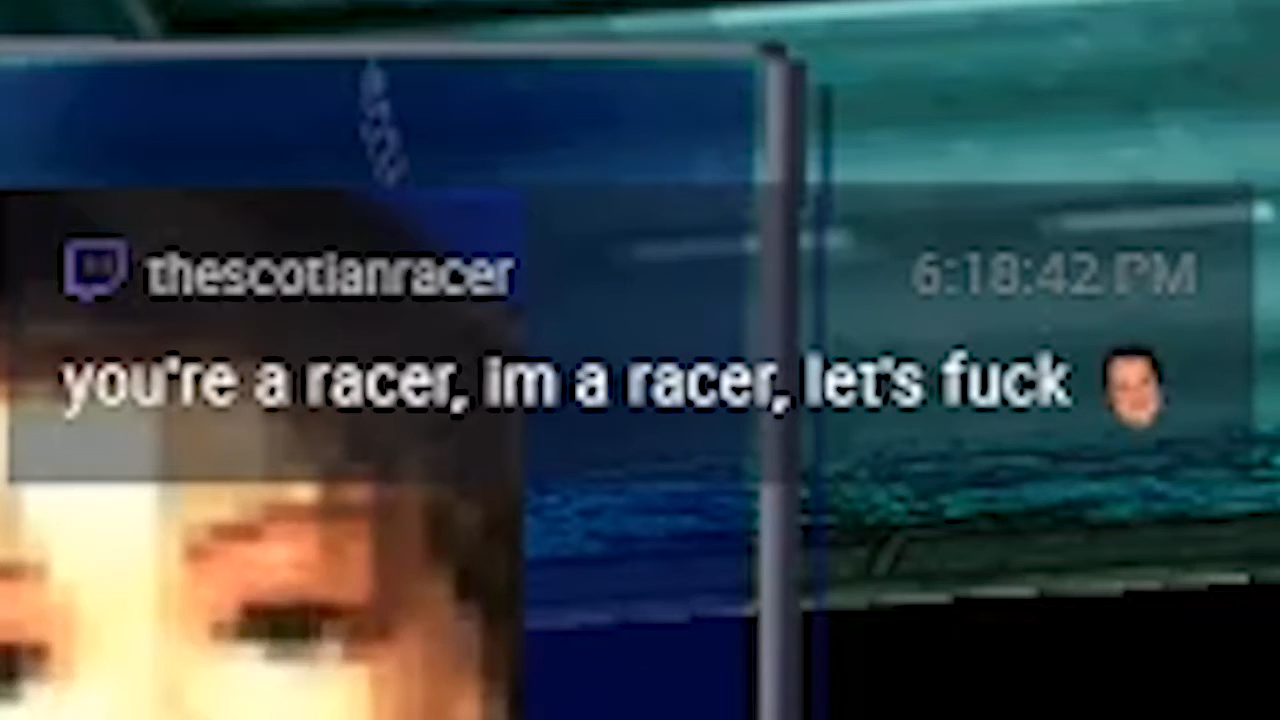 thescotianracer
6:18:42 PM
you're a racer, im a racer, let's fuck